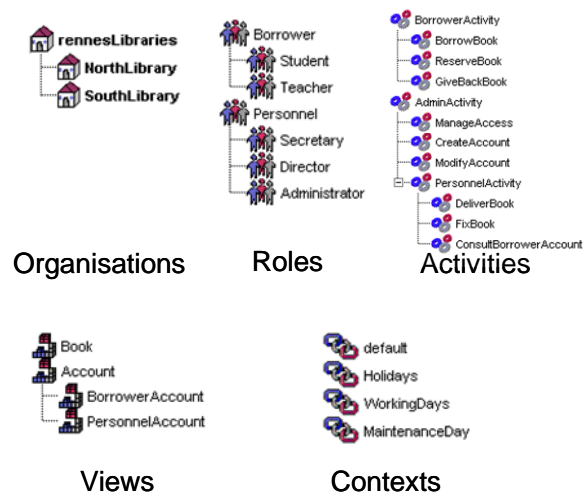 rennesLibraries
NorthLibrary
SouthLibrary
Organisations
Borrower
Student
Teacher
Personnel
Secretary
Director
Administrator
Roles
BorrowerActivity
BorrowBook
ReserveBook
GiveBackBook
AdminActivity
ManageAccess
CreateAccount
ModifyAccount
PersonnelActivity
DeliverBook
FixBook
ConsultBorrowerAccount
Activities
Book
Account
BorrowerAccount
PersonnelAccount
Views
default
Holidays
WorkingDays
MaintenanceDay
Contexts